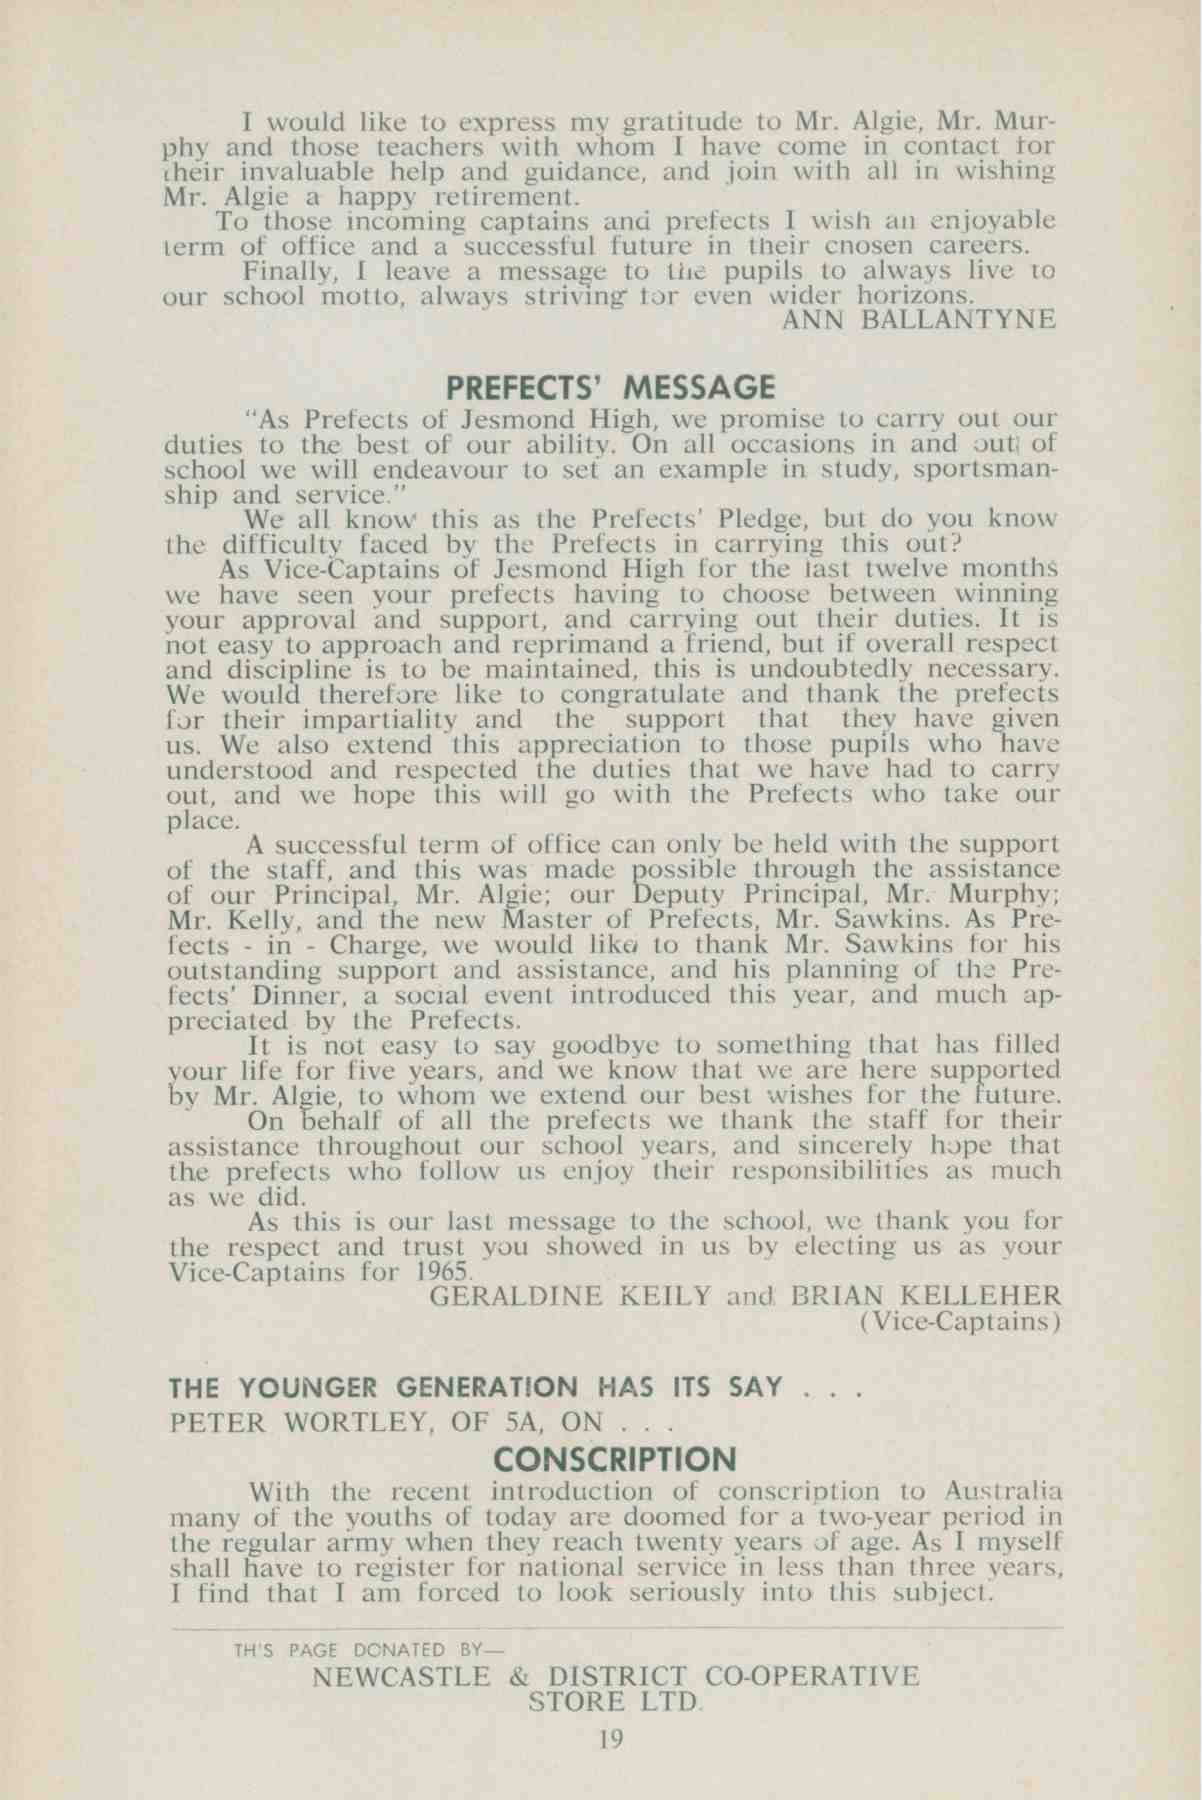 I would like to express my gratitude to Mr. Algie, Mr. Mur-
phy and those teachers with whom I have come in contact for
their invaluable help and guidance, and join with all in wishing
Mr. Algie a happy retirement.
To those incoming captains and prefects I wish an enjoyable
term of office and a successful future in their chosen careers.
Finally, I leave a message to the pupils to always live to
our school motto, always striving for even wider horizons.
ANN BALLANTYNE
PREFECTS' MESSAGE
"As Prefects of Jesmond High, we promise to carry out our
duties to the best of our ability. On all occasions in and out of
school we will endeavour to set an example in study, sportsman-
ship and service."
We all know this as the Prefects' Pledge, but do you know
the difficulty faced by the Prefects in carrying this out?
As Vice-Captains of Jesmond High for the last twelve months
we have seen your prefects having to choose between winning
your approval and support, and carrying out their duties. It is
not easy to approach and reprimand a friend, but if overall respect
and discipline is to be maintained, this is undoubtedly necessary.
We would therefore like to congratulate and thank the prefects
for their impartiality and the support that they have given
us. We also extend this appreciation to those pupils who have
understood and respected the duties that we have had to carry
out, and we hope this will go with the Prefects who take our
place.
A successful term of office can only be held with the support
of the staff, and this was made possible through the assistance
of our Principal, Mr. Algie; our Deputy Principal, Mr. Murphy;
Mr. Kelly, and the new Master of Prefects, Mr. Sawkins. As Pre-
fects - in - Charge, we would like to thank Mr. Sawkins for his
outstanding support and assistance, and his planning of the Pre-
fects' Dinner, a social event introduced this year, and much ap-
preciated by the Prefects.
It is not easy to say goodbye to something that has filled
your life for five years, and we know that we are here supported
by Mr. Algie, to whom we extend our best wishes for the future.
On behalf of all the prefects we thank the staff for their
assistance throughout our school years, and sincerely hope that
the prefects who follow us enjoy their responsibilities as much
as we did.
As this is our last message to the school, we thank you for
the respect and trust you showed in us by electing us as your
Vice-Captains for 1965.
GERALDINE KEILY and BRIAN KELLEHER
(Vice-Captains)
THE YOUNGER GENERATION HAS ITS SAY . . .
PETER WORTLEY, OF 5A, ON . . .
CONSCRIPTION
With the recent introduction of conscription to Australia
many of the youths of today are doomed for a two-year period in
the regular army when they reach twenty years of age. As I myself
shall have to register for national service in less than three years,
I find that I am forced to look seriously into this subject.
TH'S PAGE DONATED BY—
NEWCASTLE & DISTRICT CO-OPERATIVE
STORE LTD.
19